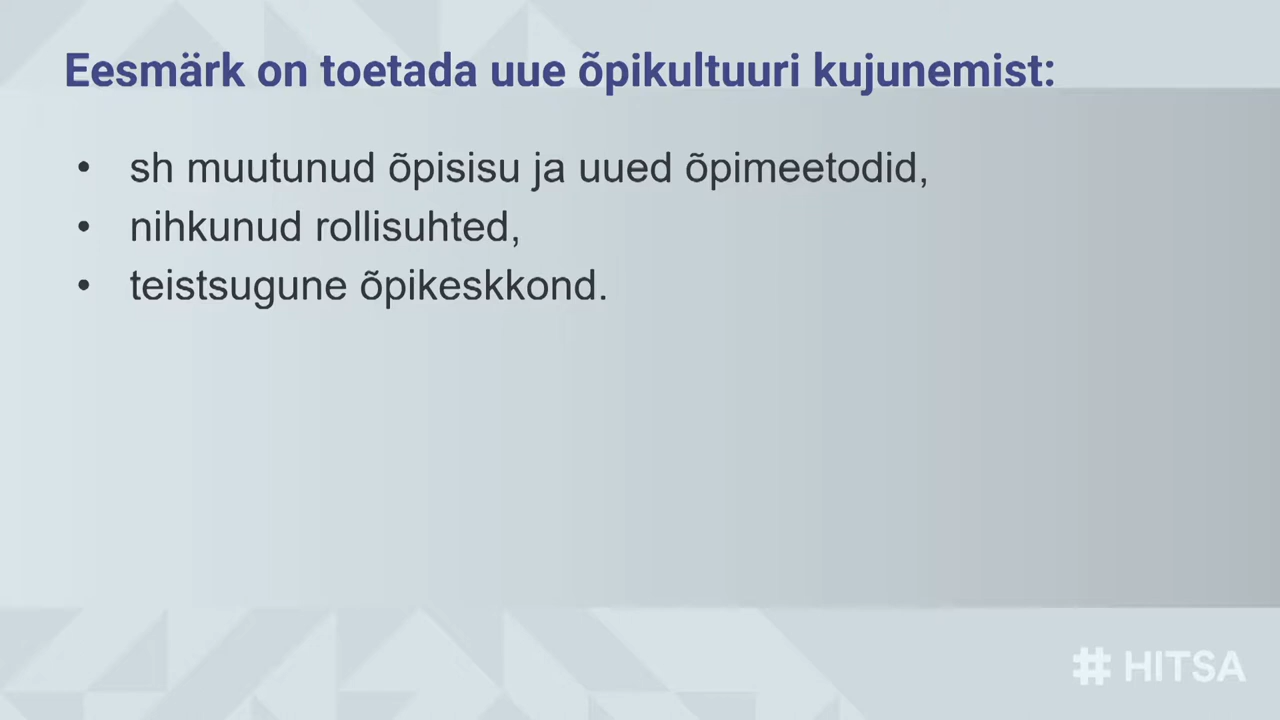 Eesmärk on toetada uue õpikultuuri kujunemist:
• sh muutunud õpisisu ja uued õpimeetodid,
• nihkunud rollisuhted,
• teistsugune õpikeskkond.
# HITSA